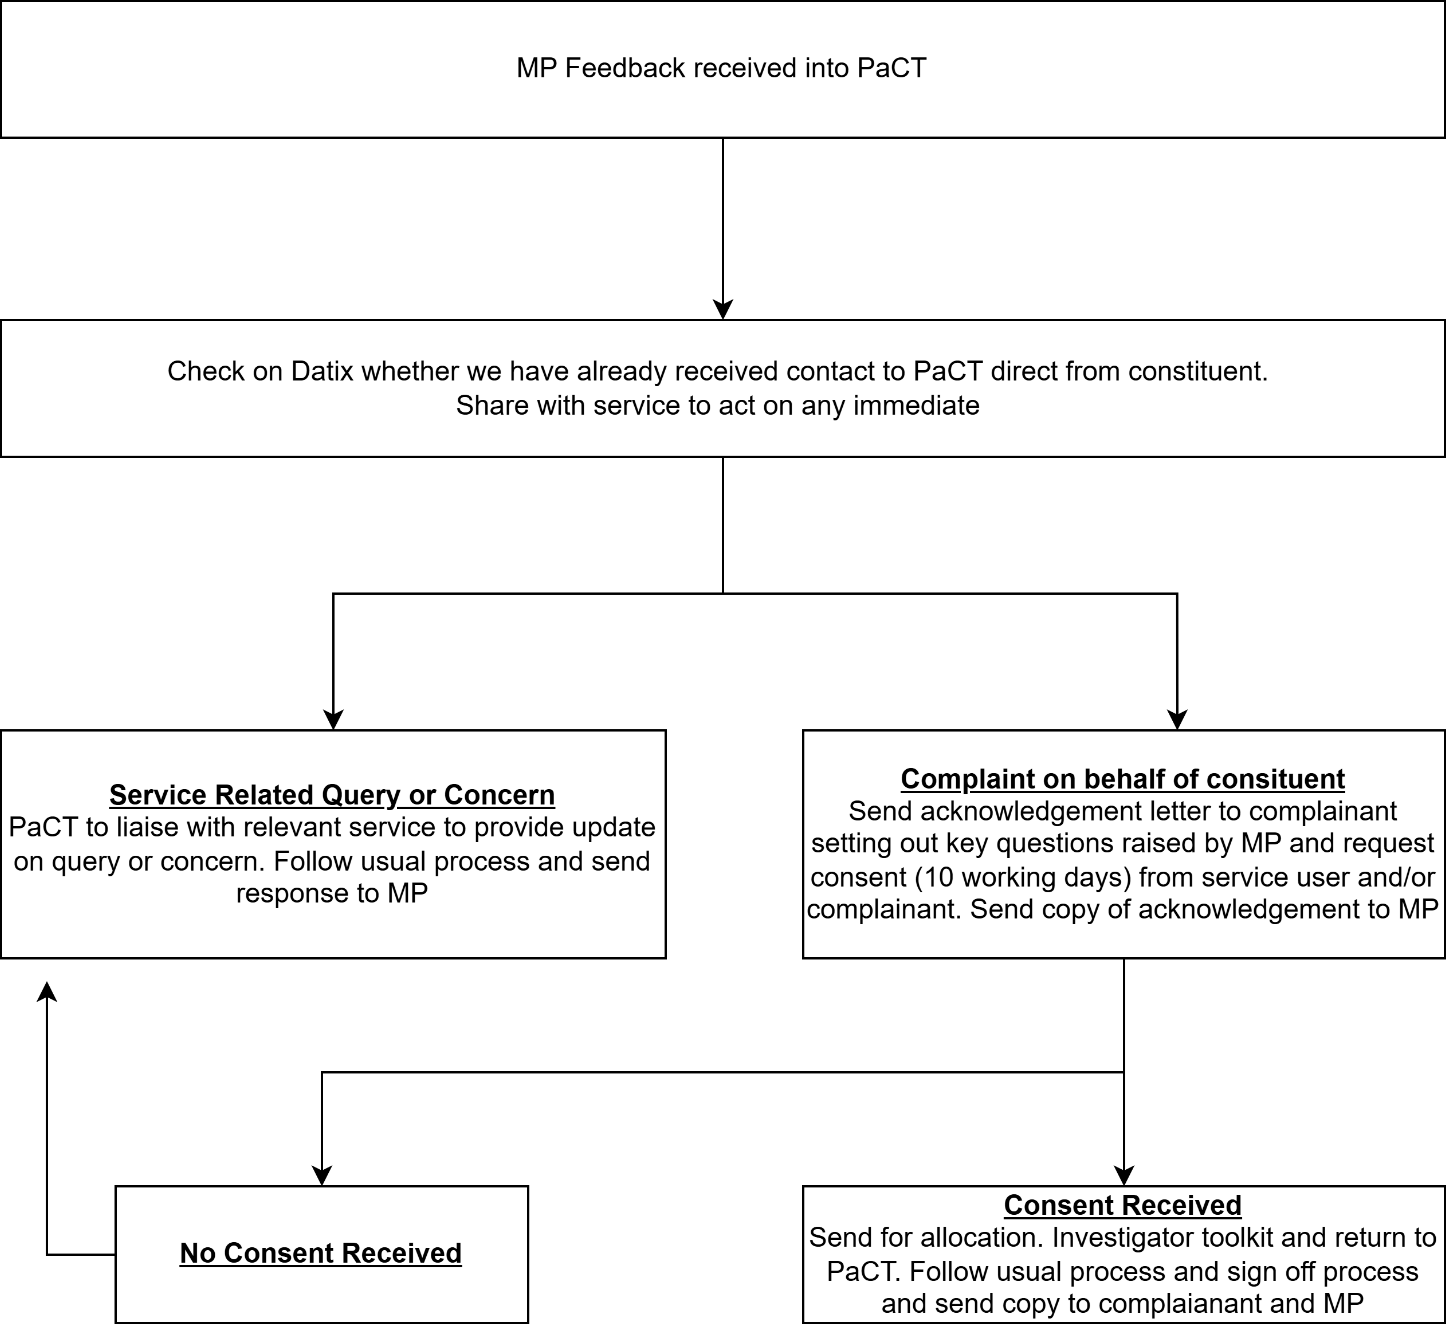 MP Feedback received into PaCT
Check on Datix whether we have already received contact to PaCT direct from constituent.
Share with service to act on any immediate
Service Related Query or Concern
PaCT to liaise with relevant service to provide update
on query or concern. Follow usual process and send
response to MP
Complaint on behalf of consituent
Send acknowledgement letter to complainant
setting out key questions raised by MP and request
consent (10 working days) from service user and/or
complainant. Send copy of acknowledgement to MP
No Consent Received
Consent Received
Send for allocation. Investigator toolkit and return to
PaCT. Follow usual process and sign off process
and send copy to complaianant and MP